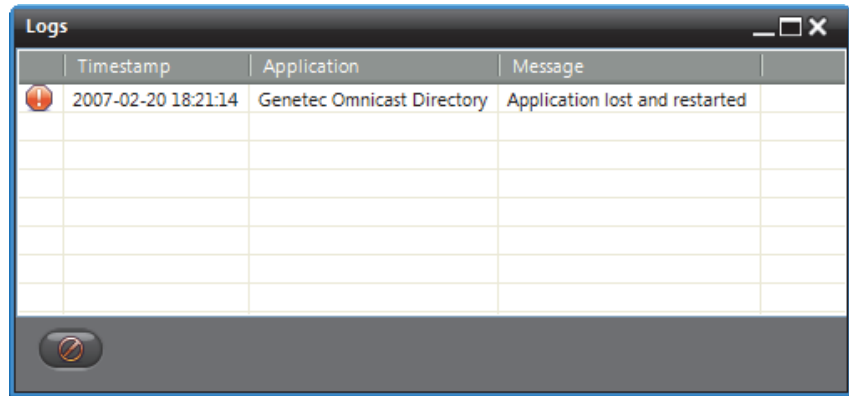 Logs
Timestamp Application Message
2007-02-20 18:21:14 Genetec Omnicast Directory Application lost and restarted